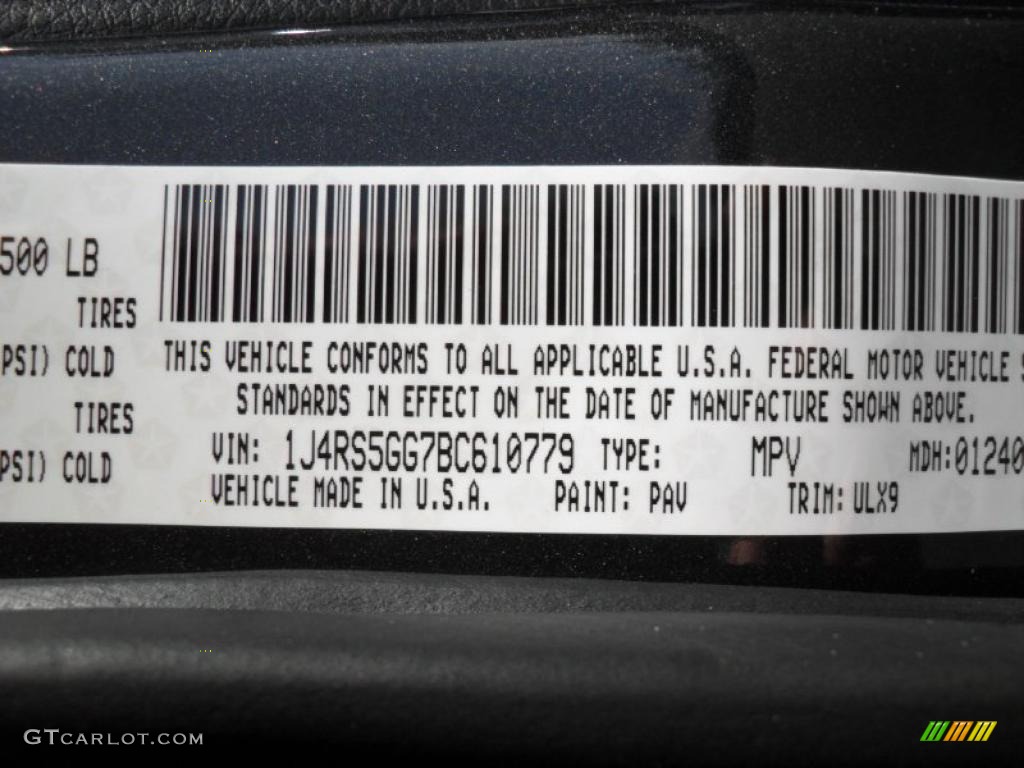 500 LB
TIRES
PSI) COLD
TIRES
PSI) COLD
THIS VEHICLE CONFORMS TO ALL APPLICABLE U.S.A. FEDERAL MOTOR VEHICLE S
STANDARDS IN EFFECT ON THE DATE OF MANUFACTURE SHOWN ABOVE.
VIN: 1J4RS5GG7BC610779 TYPE: MPV MDH:01240
VEHICLE MADE IN U.S.A. PAINT: PAV TRIM: ULX9
GTCARLOT.COM